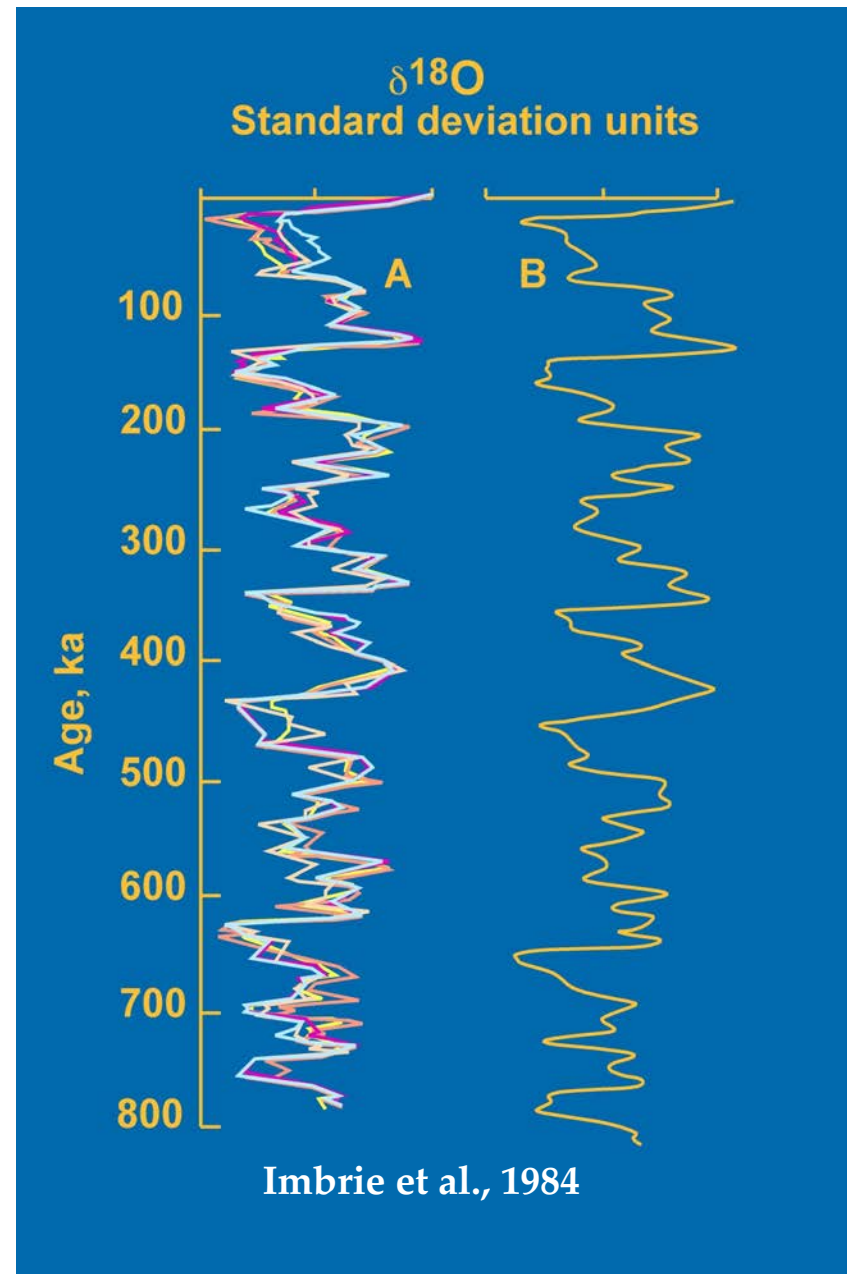 δ18O
Standard deviation units
A
B
100
200
300
400
500
600
700
800
Age, ka
Imbrie et al., 1984